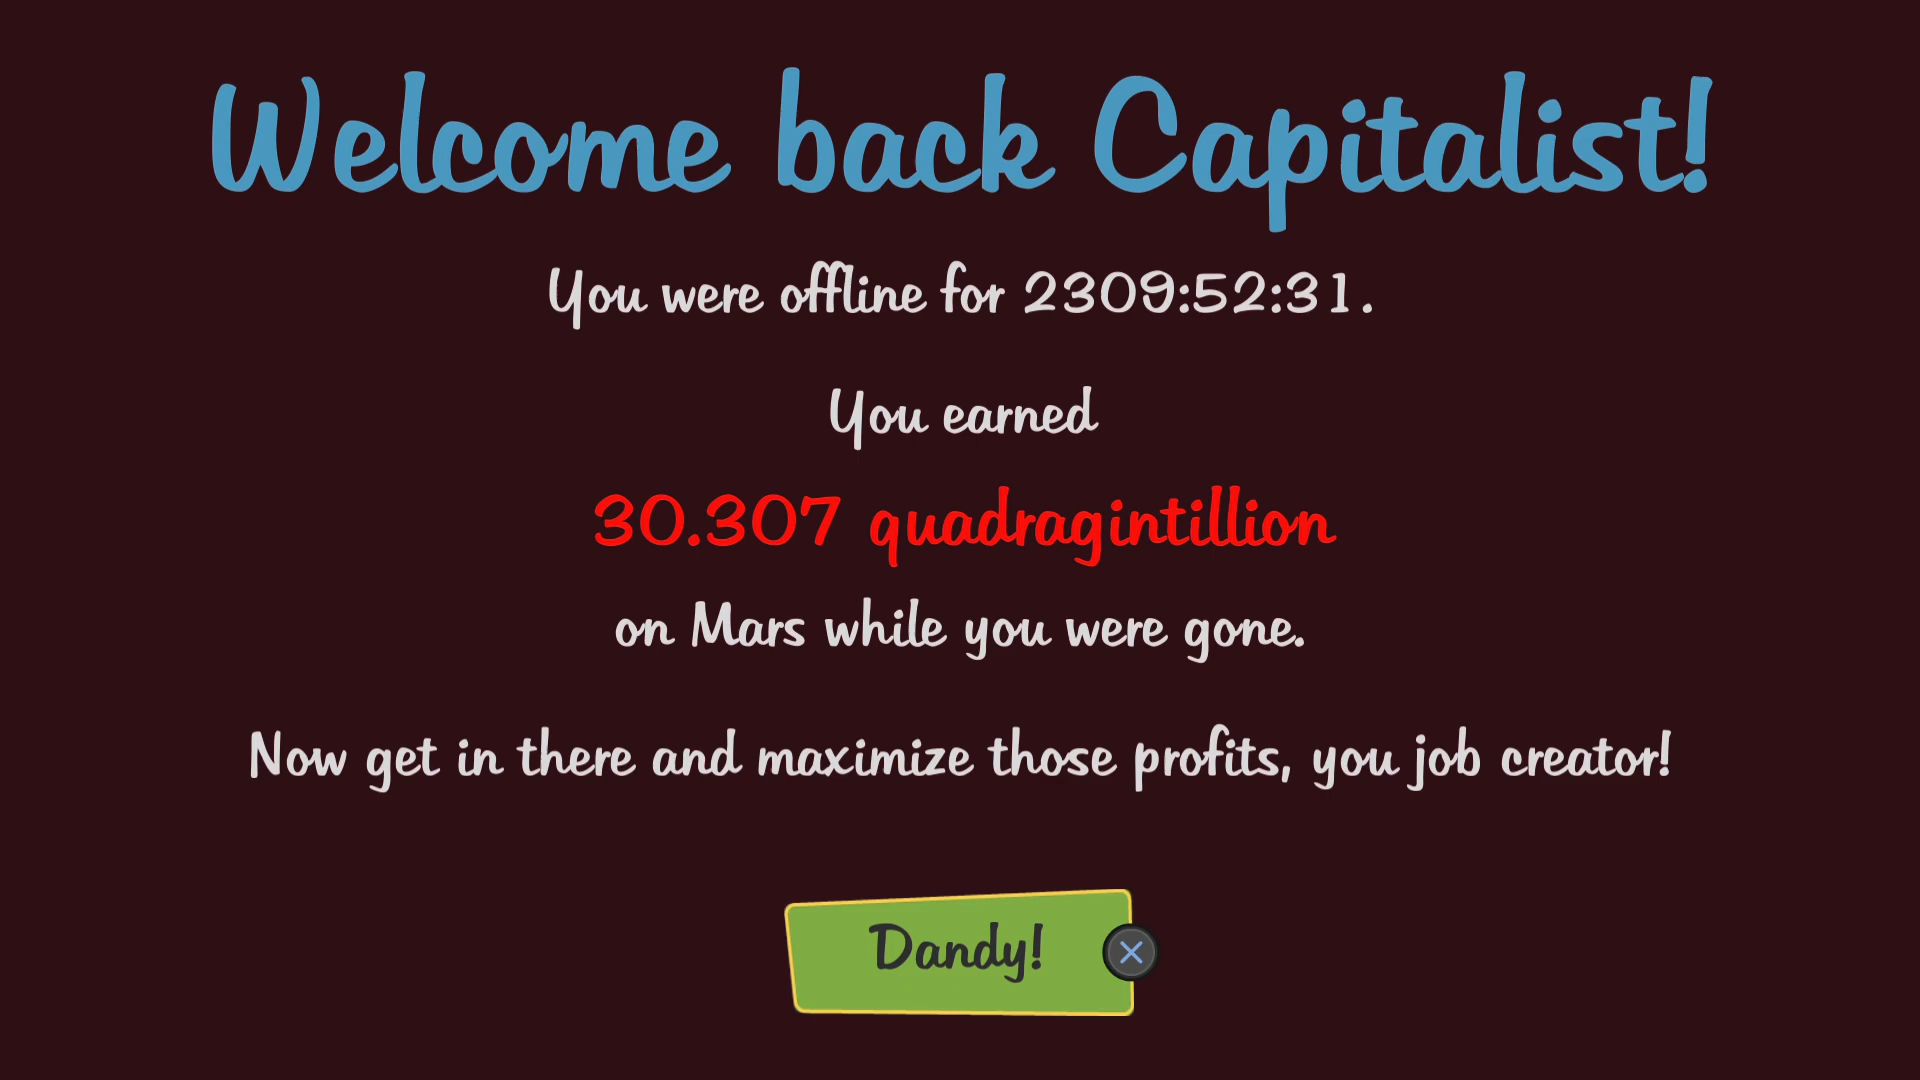 Welcome back Capitalist!
You were offline for 2309:52:31.
You earned
30.307 quadragintillion
on Mars while you were gone.
Now get in there and maximize those profits, you job creator!
Dandy!